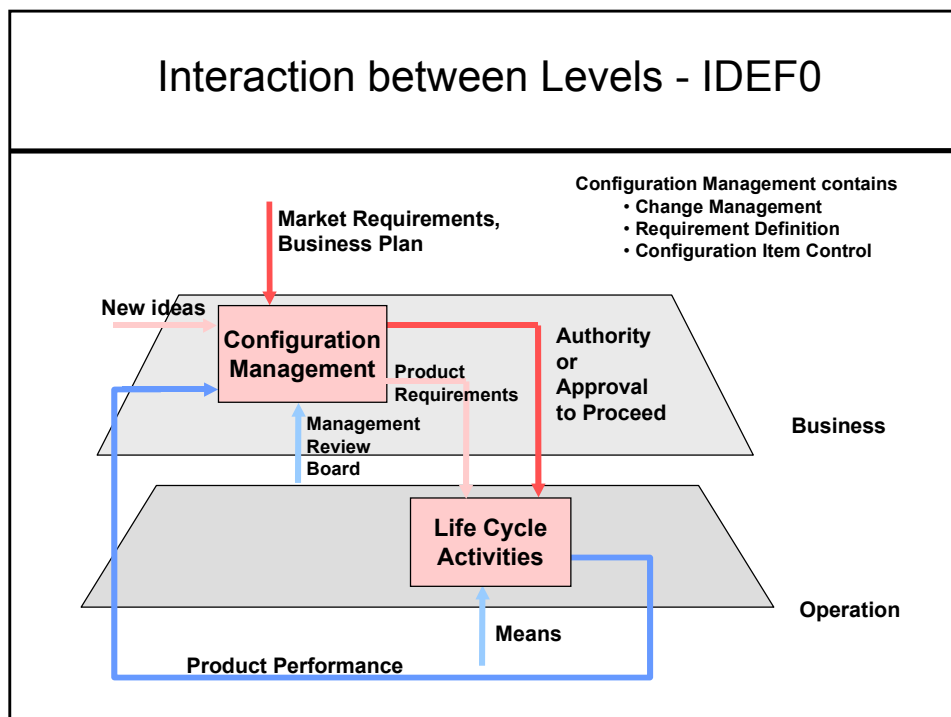 Interaction between Levels - IDEF0
Configuration Management contains
• Change Management
• Requirement Definition
• Configuration Item Control
Market Requirements,
Business Plan
New ideas
Configuration
Management
Authority
or
Approval
to Proceed
Product
Requirements
Management
Review
Board
Business
Life Cycle
Activities
Operation
Means
Product Performance